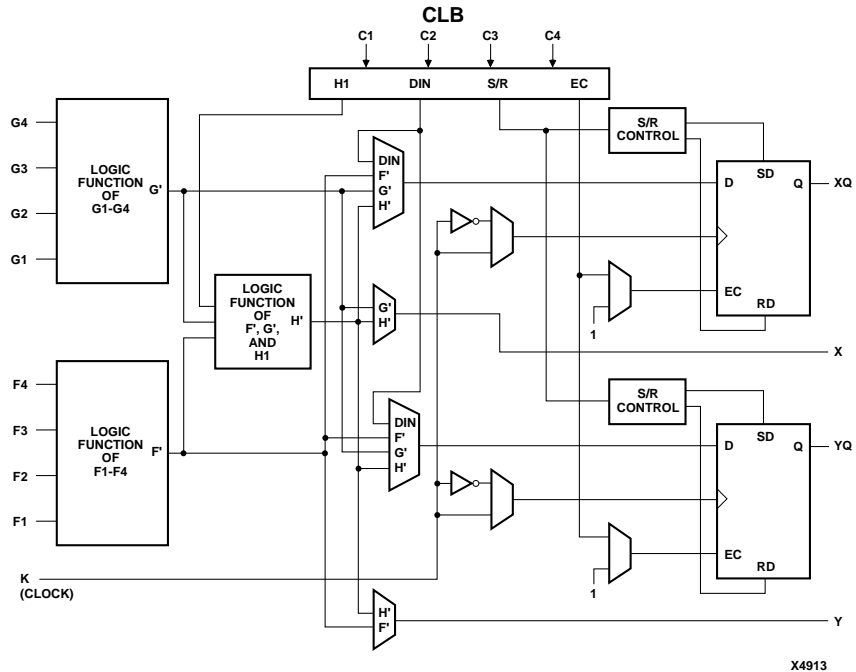 CLB
C1 C2 C3 C4
H1 DIN S/R EC
G4
G3
G2
G1
LOGIC
FUNCTION
OF
G1-G4
G'
DIN
F'
G'
H'
S/R
CONTROL
D
SD
Q
EC
RD
XQ
1
LOGIC
FUNCTION
OF
F', G',
AND
H1
H'
G'
H'
X
F4
F3
F2
F1
LOGIC
FUNCTION
OF
F1-F4
F'
DIN
F'
G'
H'
S/R
CONTROL
D
SD
Q
EC
RD
YQ
1
K
(CLOCK)
H'
F'
Y
X4913